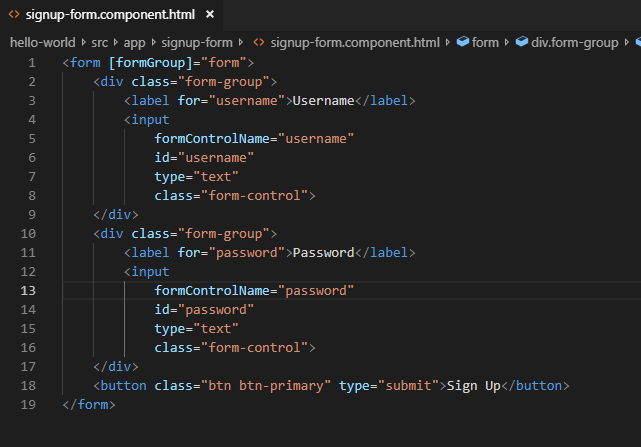 signup-form.component.html
hello-world > src > app > signup-form > signup-form.component.html > form > div.form-group >
1 <form [formGroup]="form">
2 <div class="form-group">
3 <label for="username">Username</label>
4 <input
5 formControlName="username"
6 id="username"
7 type="text"
8 class="form-control">
9 </div>
10 <div class="form-group">
11 <label for="password">Password</label>
12 <input
13 formControlName="password"
14 id="password"
15 type="text"
16 class="form-control">
17 </div>
18 <button class="btn btn-primary" type="submit">Sign Up</button>
19 </form>